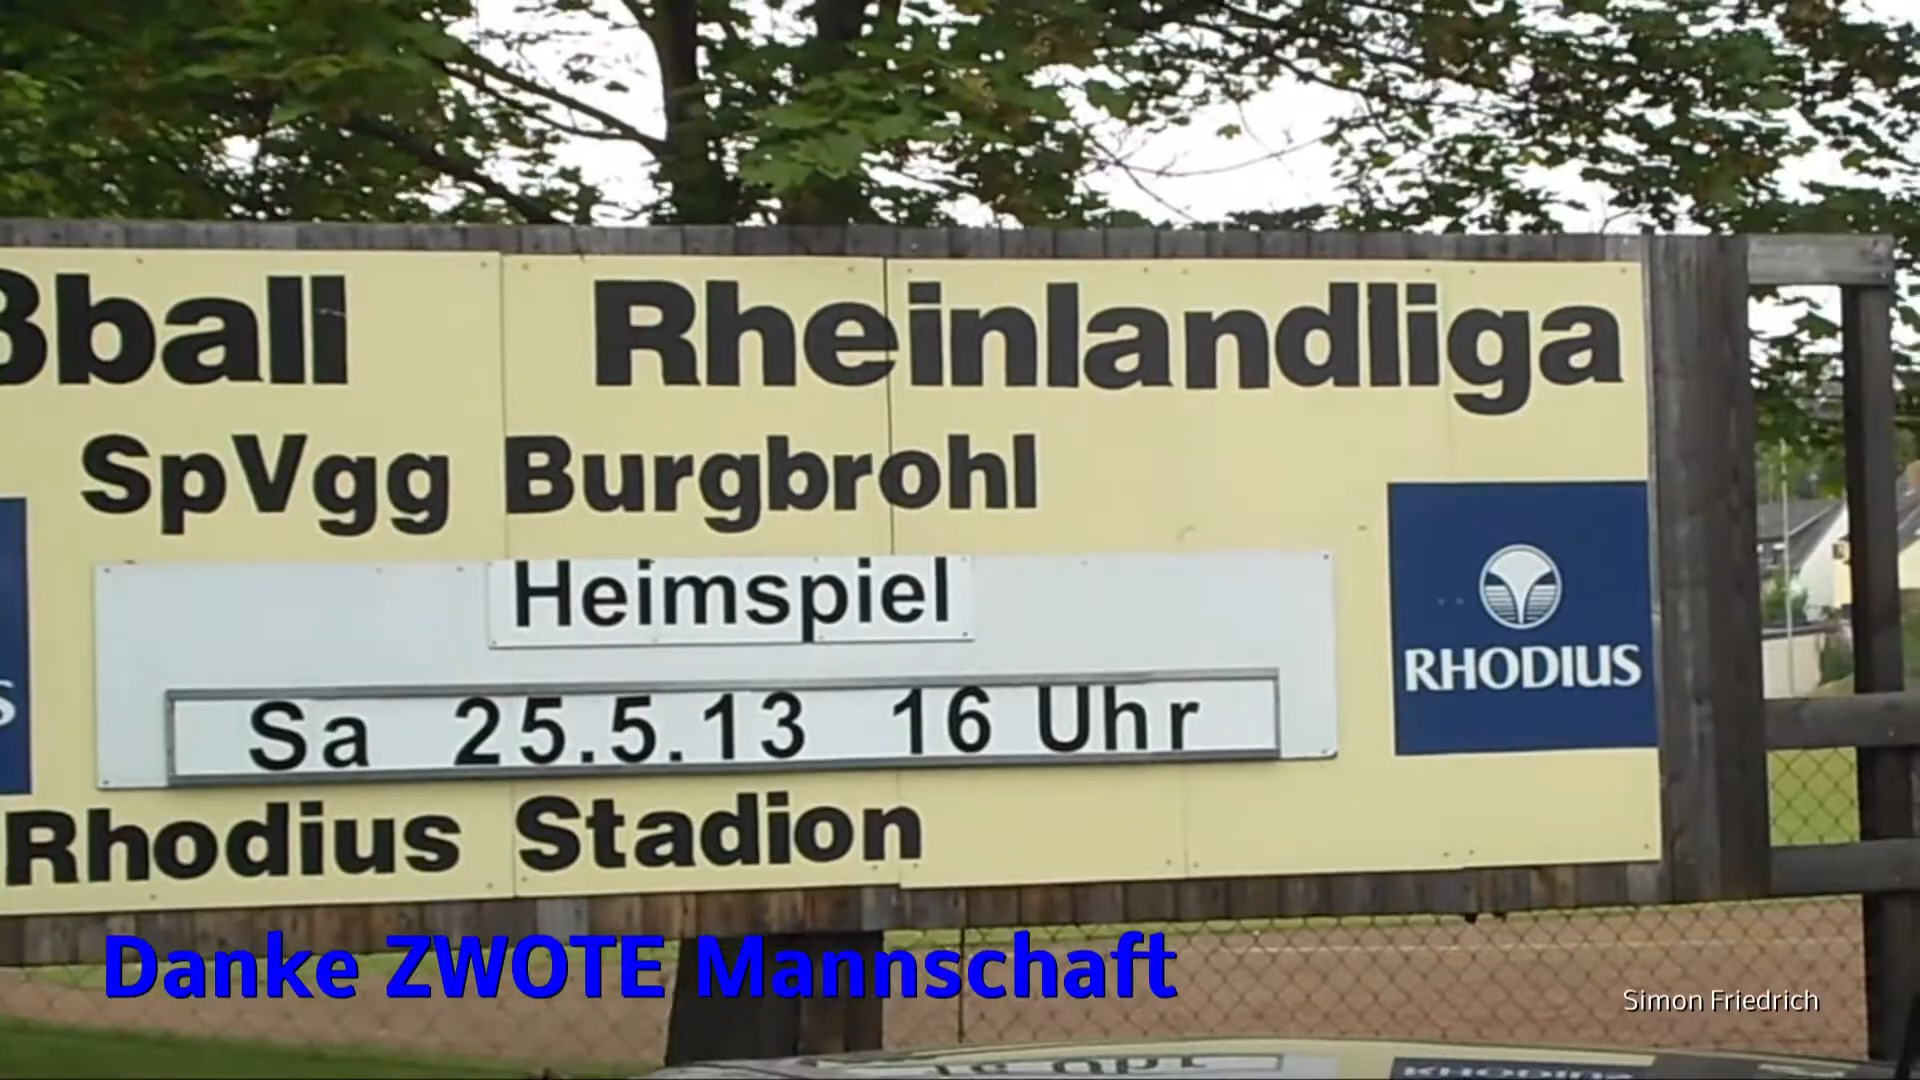 ßball Rheinlandliga
SpVgg Burgbrohl
Heimspiel
RHODIUS
Sa 25.5.13 16 Uhr
Rhodius Stadion
Danke ZWOTE Mannschaft
Simon Friedrich